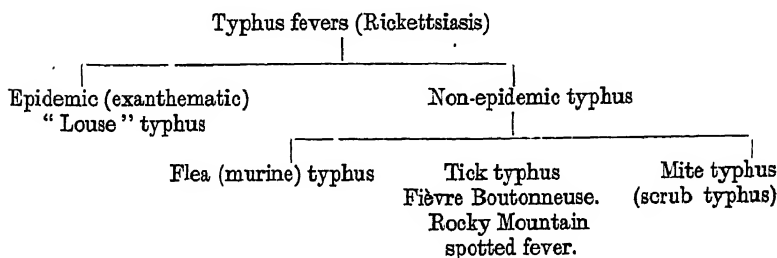 Typhus fevers (Rickettsiasis)
Epidemic (exanthematic)
"Louse" typhus
Non-epidemic typhus
Flea (murine) typhus
Tick typhus
Fièvre Boutonneuse.
Rocky Mountain
spotted fever.
Mite typhus
(scrub typhus)